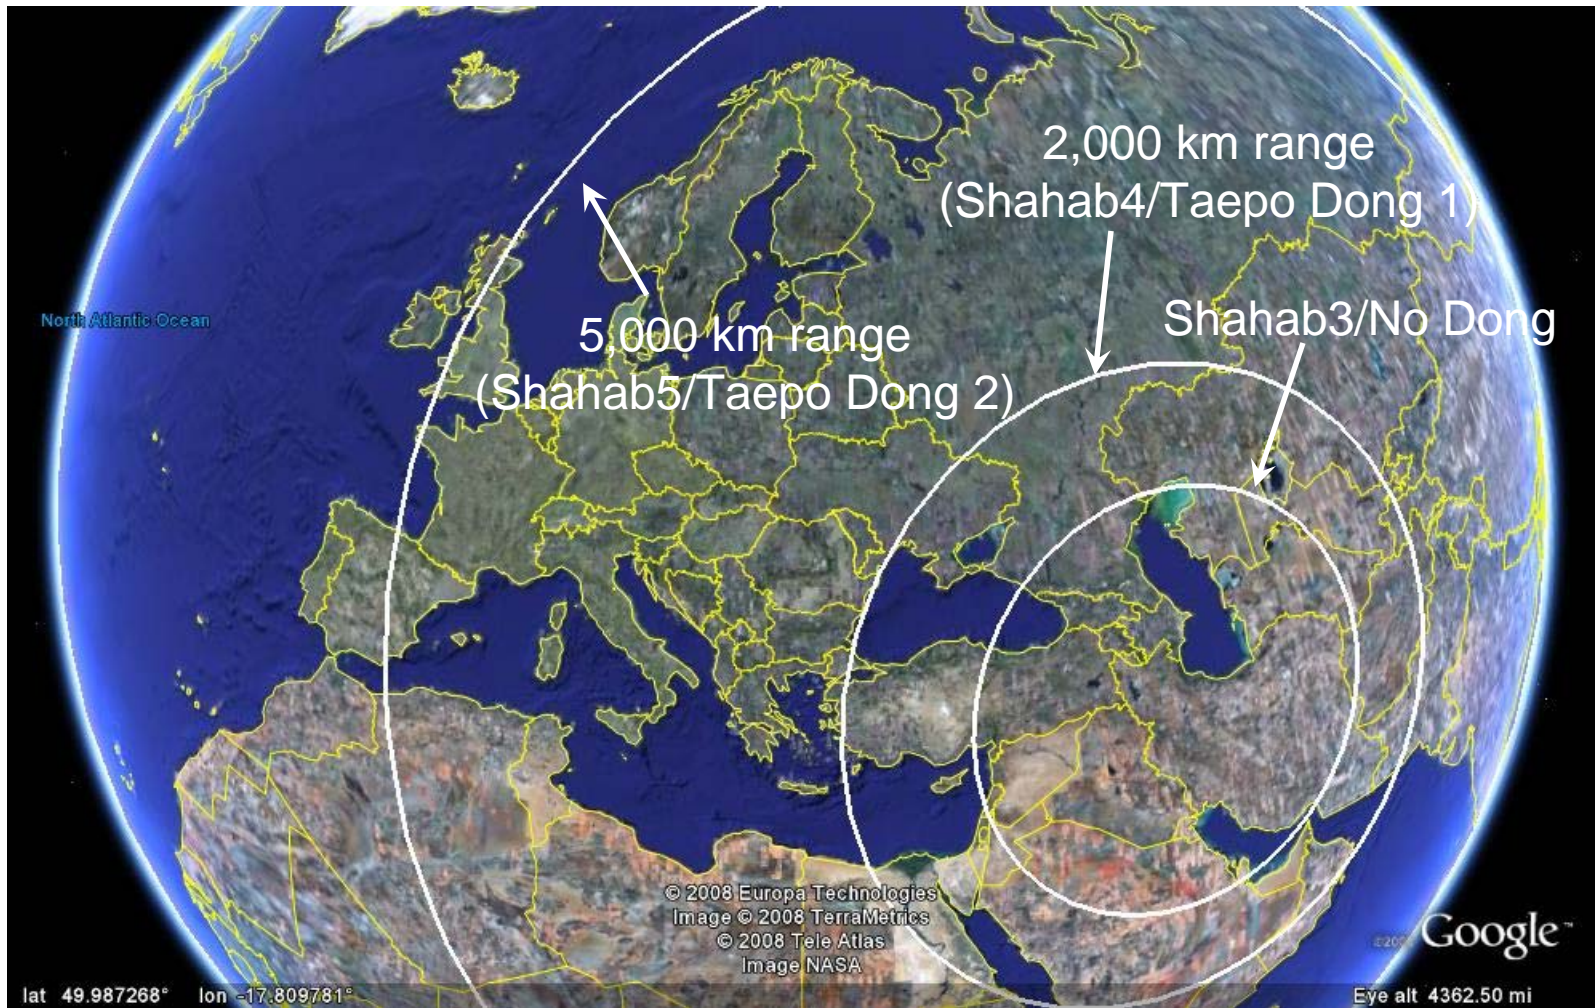 2,000 km range
(Shahab4/Taepo Dong 1)
North Atlantic Ocean
Shahab3/No Dong
5,000 km range
(Shahab5/Taepo Dong 2)
© 2008 Europa Technologies
Image © 2008 TerraMetrics
© 2008 Tele Atlas
Image NASA
Google™
lat 49.987268° lon -17.809781°
Eye alt 4362.50 mi